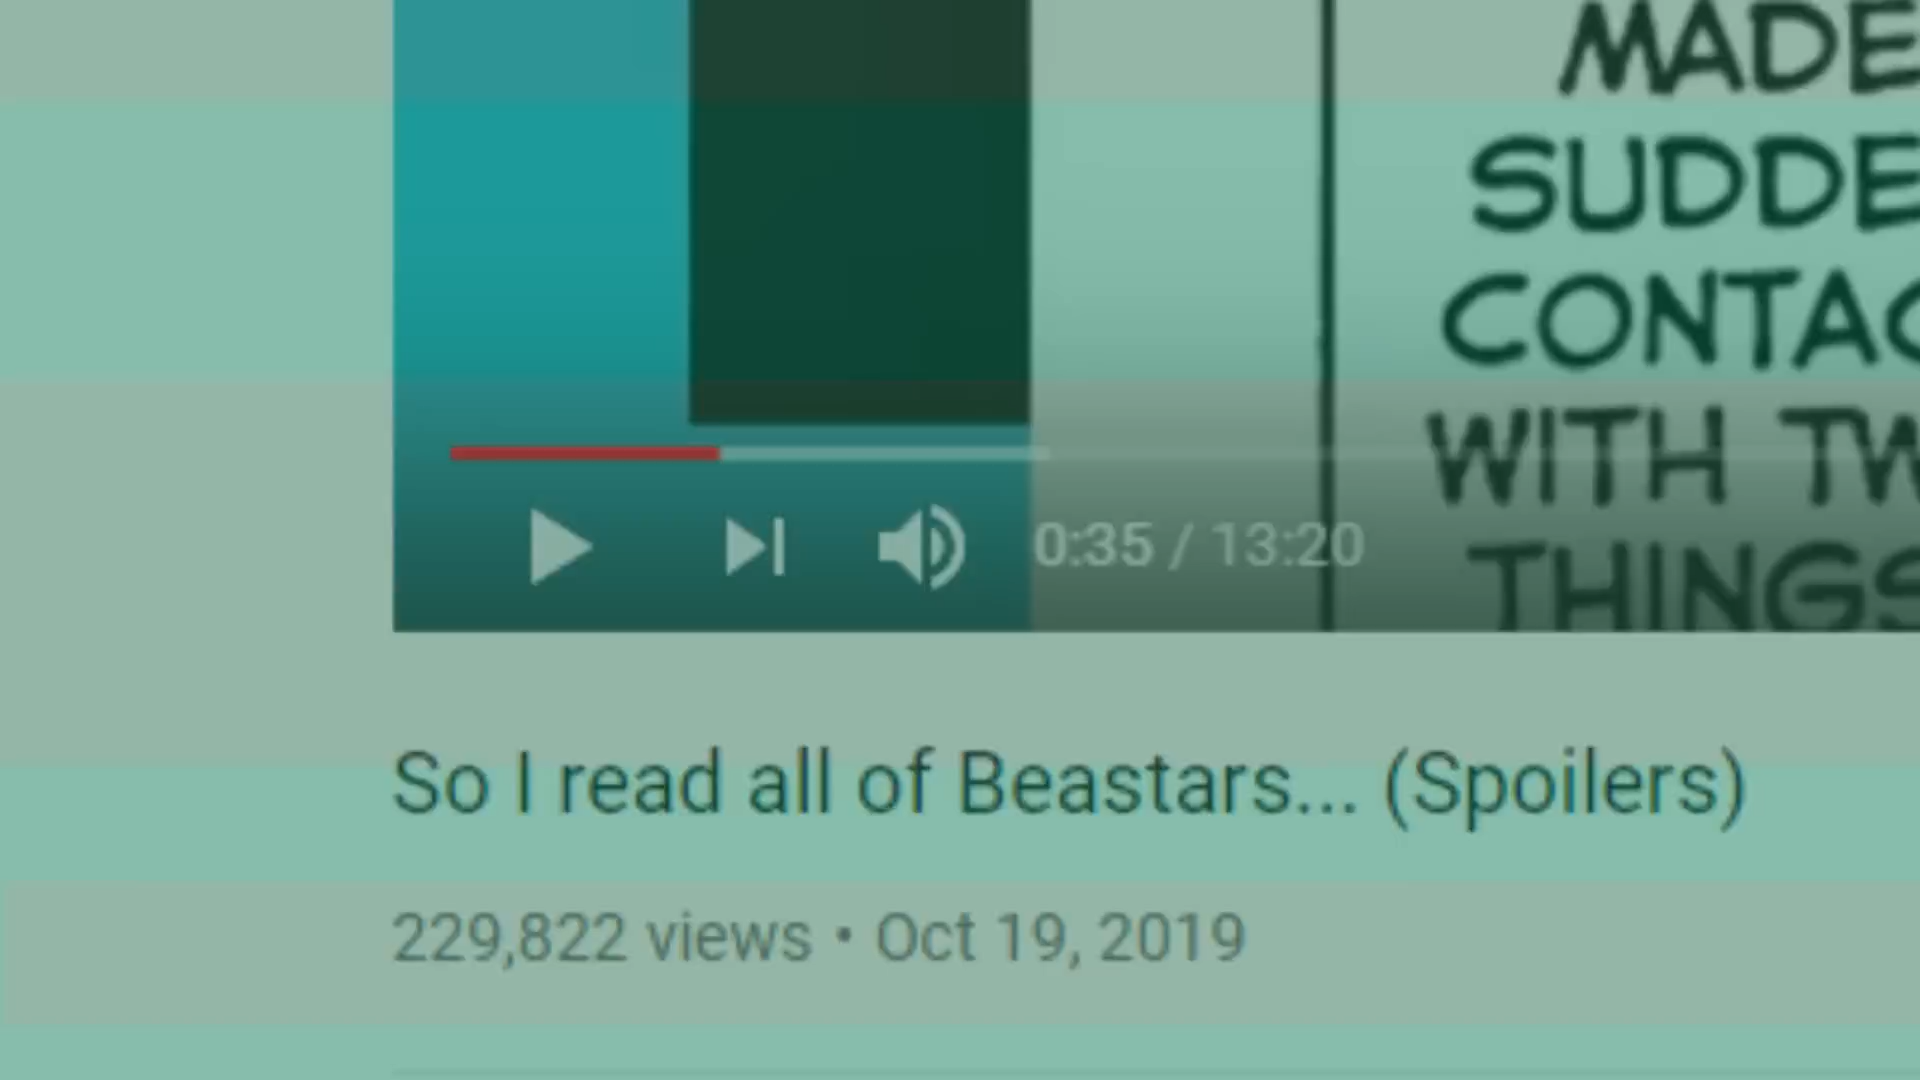 MADE
SUDDE
CONTAC
WITH TW
THINGS
0:35 / 13:20
So I read all of Beastars... (Spoilers)
229,822 views • Oct 19, 2019